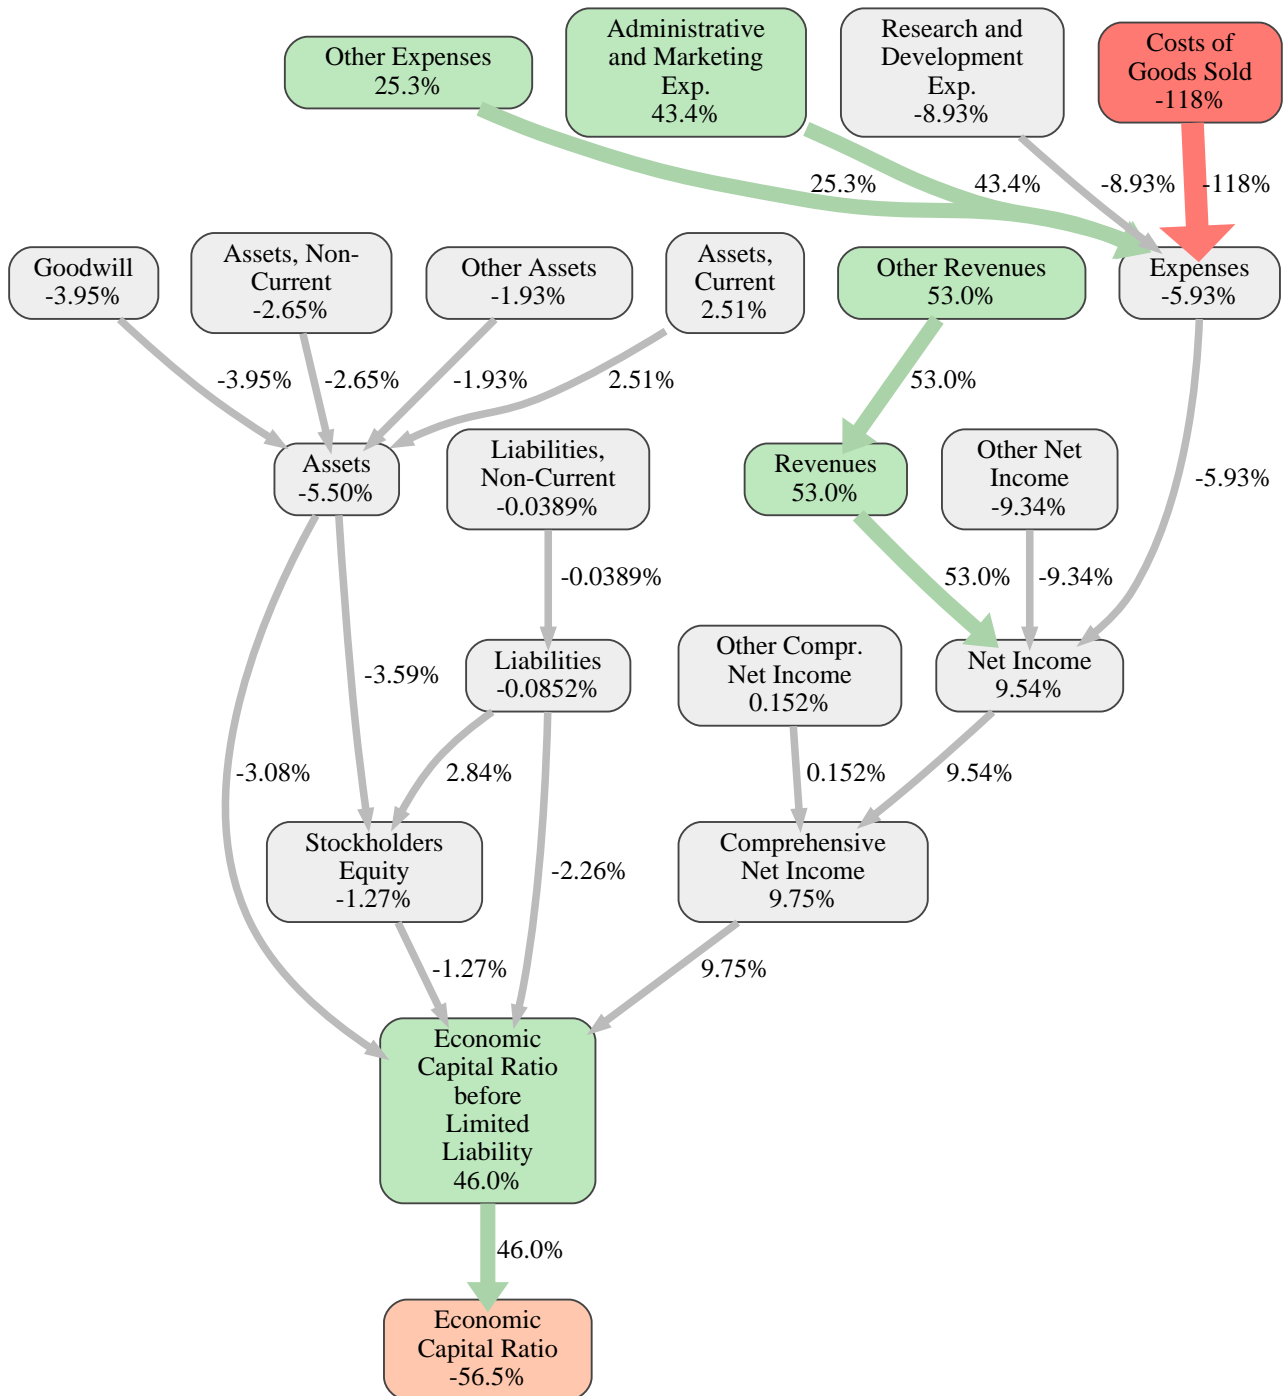 Other Expenses
25.3%
Administrative
and Marketing
Exp.
43.4%
Research and
Development
Exp.
-8.93%
Costs of
Goods Sold
-118%
25.3%
43.4%
-8.93%
-118%
Goodwill
-3.95%
Assets, Non-
Current
-2.65%
Other Assets
-1.93%
Assets,
Current
2.51%
Other Revenues
53.0%
Expenses
-5.93%
-3.95%
-2.65%
-1.93%
2.51%
53.0%
-5.93%
Assets
-5.50%
Liabilities,
Non-Current
-0.0389%
Revenues
53.0%
Other Net
Income
-9.34%
-0.0389%
53.0%
-9.34%
-3.59%
Liabilities
-0.0852%
Other Compr.
Net Income
0.152%
Net Income
9.54%
-3.08%
2.84%
-2.26%
0.152%
9.54%
Stockholders
Equity
-1.27%
Comprehensive
Net Income
9.75%
-1.27%
9.75%
Economic
Capital Ratio
before
Limited
Liability
46.0%
46.0%
Economic
Capital Ratio
-56.5%